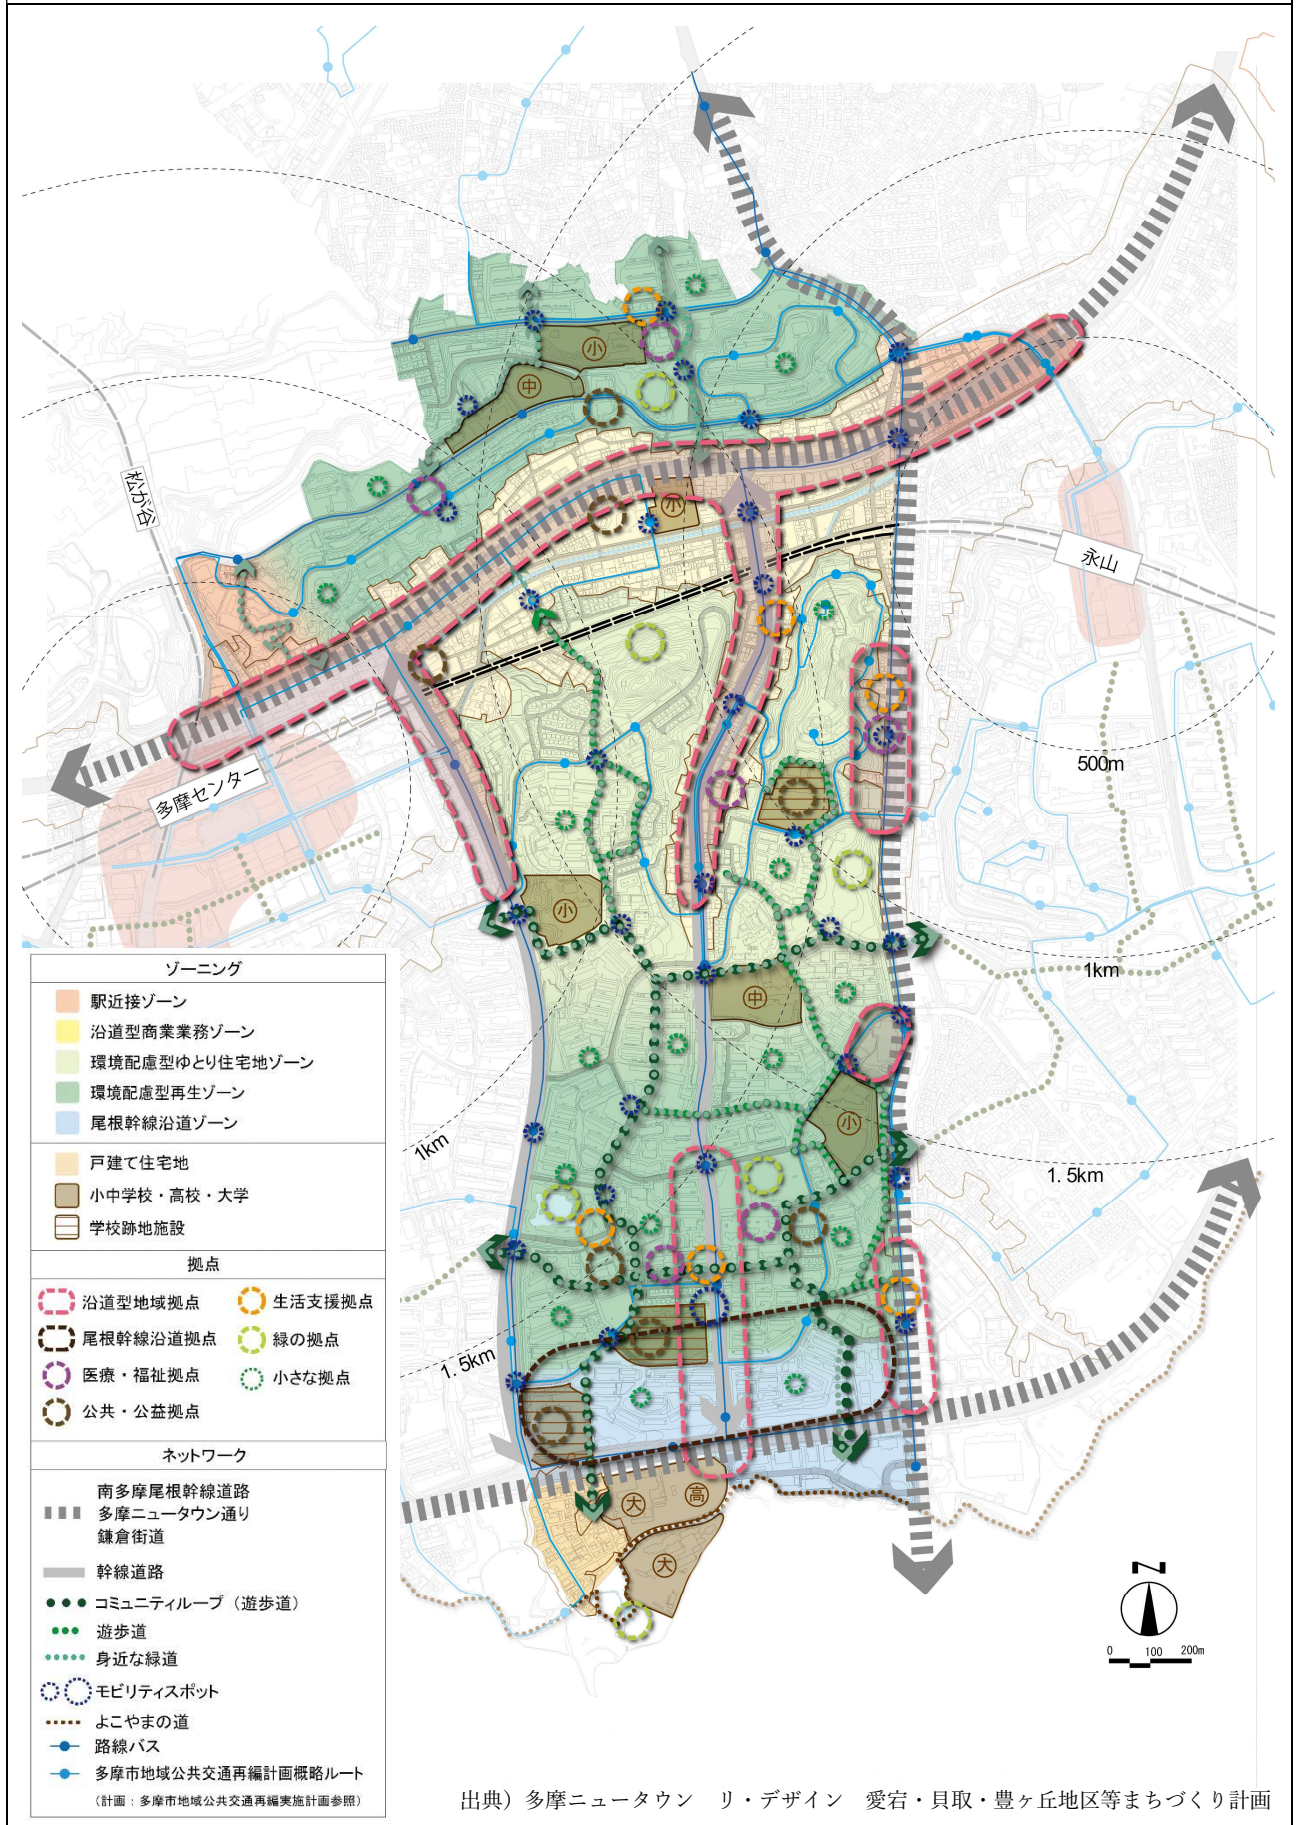 小
中
松が谷
小
永山
多摩センター
500m
小
1km
中
小
1km
1. 5km
1. 5km
大
高
大
N
0 100 200m
ゾーニング
駅近接ゾーン
沿道型商業業務ゾーン
環境配慮型ゆとり住宅地ゾーン
環境配慮型再生ゾーン
尾根幹線沿道ゾーン
戸建て住宅地
小中学校・高校・大学
学校跡地施設
拠点
沿道型地域拠点
生活支援拠点
尾根幹線沿道拠点
緑の拠点
医療・福祉拠点
小さな拠点
公共・公益拠点
ネットワーク
南多摩尾根幹線道路
多摩ニュータウン通り
鎌倉街道
幹線道路
コミュニティループ（遊歩道）
遊歩道
身近な緑道
モビリティスポット
よこやまの道
路線バス
多摩市地域公共交通再編計画概略ルート
（計画：多摩市地域公共交通再編実施計画参照）
出典）多摩ニュータウン　リ・デザイン　愛宕・貝取・豊ヶ丘地区等まちづくり計画